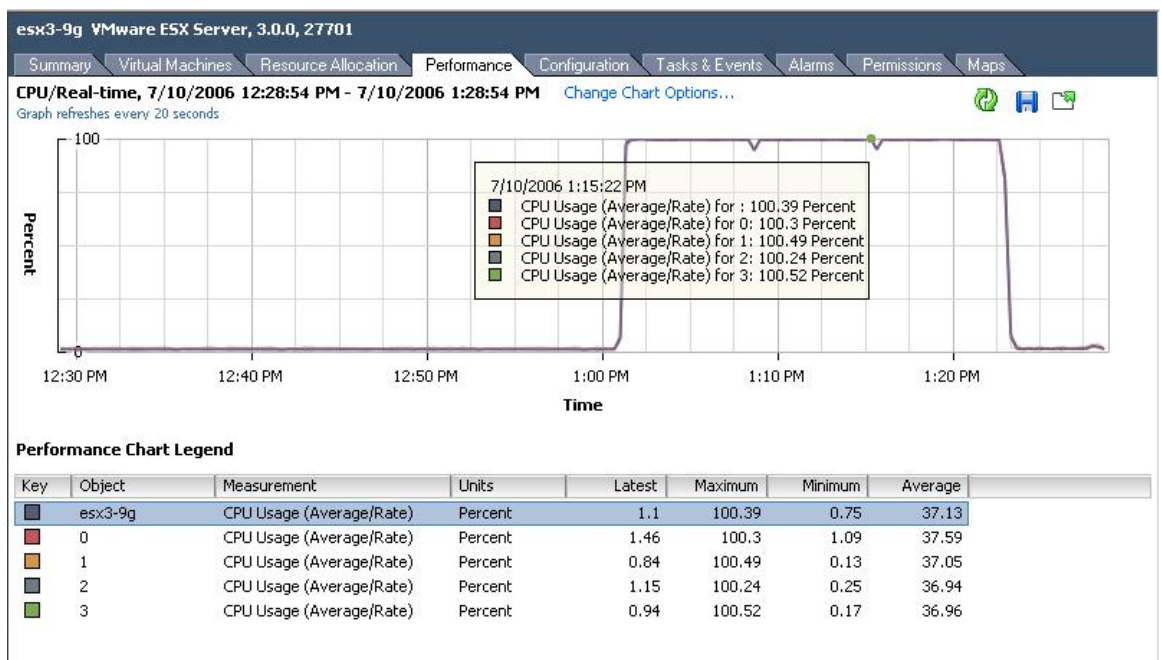 esx3-9g VMware ESX Server, 3.0.0, 27701
Summary Virtual Machines Resource Allocation Performance Configuration Tasks & Events Alarms Permissions Maps
CPU/Real-time, 7/10/2006 12:28:54 PM - 7/10/2006 1:28:54 PM Change Chart Options...
Graph refreshes every 20 seconds
100
7/10/2006 1:15:22 PM
CPU Usage (Average/Rate) for : 100.39 Percent
CPU Usage (Average/Rate) for 0: 100.3 Percent
CPU Usage (Average/Rate) for 1: 100.49 Percent
CPU Usage (Average/Rate) for 2: 100.24 Percent
CPU Usage (Average/Rate) for 3: 100.52 Percent
Percent
0
12:30 PM 12:40 PM 12:50 PM 1:00 PM 1:10 PM 1:20 PM
Time
Performance Chart Legend
Key Object Measurement Units Latest Maximum Minimum Average
esx3-9g CPU Usage (Average/Rate) Percent 1.1 100.39 0.75 37.13
0 CPU Usage (Average/Rate) Percent 1.46 100.3 1.09 37.59
1 CPU Usage (Average/Rate) Percent 0.84 100.49 0.13 37.05
2 CPU Usage (Average/Rate) Percent 1.15 100.24 0.25 36.94
3 CPU Usage (Average/Rate) Percent 0.94 100.52 0.17 36.96